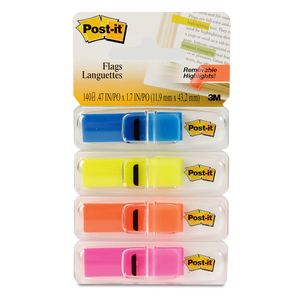 Post-it
Flags
Languettes
Removable
Highlights!
140 .47 IN/PO x 1.7 IN/PO (11,9 mm x 43,2 mm)
3M
Post-it
Post-it
Post-it
Post-it